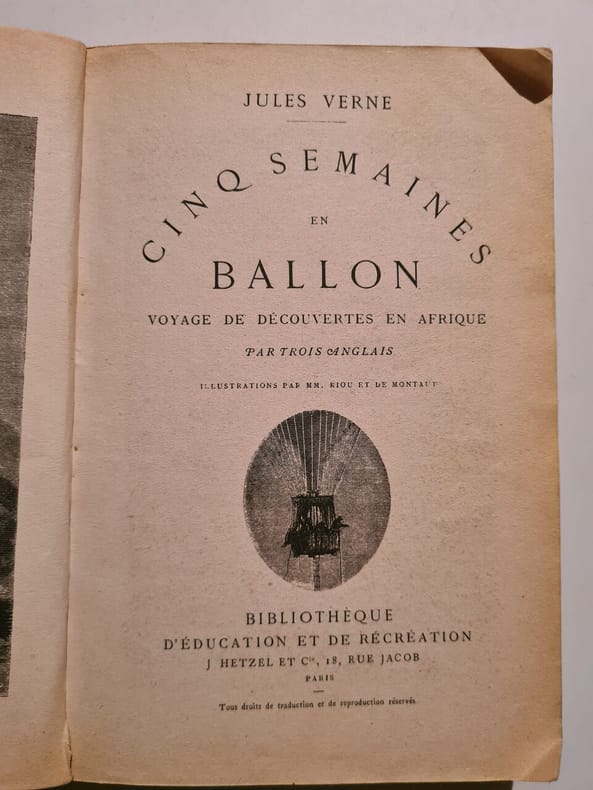 JULES VERNE
CINQ SEMAINES
EN
BALLON
VOYAGE DE DÉCOUVERTES EN AFRIQUE
PAR TROIS ANGLAIS
ILLUSTRATIONS PAR MM. RIOU ET DE MONTAUT
BIBLIOTHÈQUE
D'ÉDUCATION ET DE RÉCRÉATION
J HETZEL ET Cie, 18, RUE JACOB
PARIS
Tous droits de traduction et de reproduction réservés